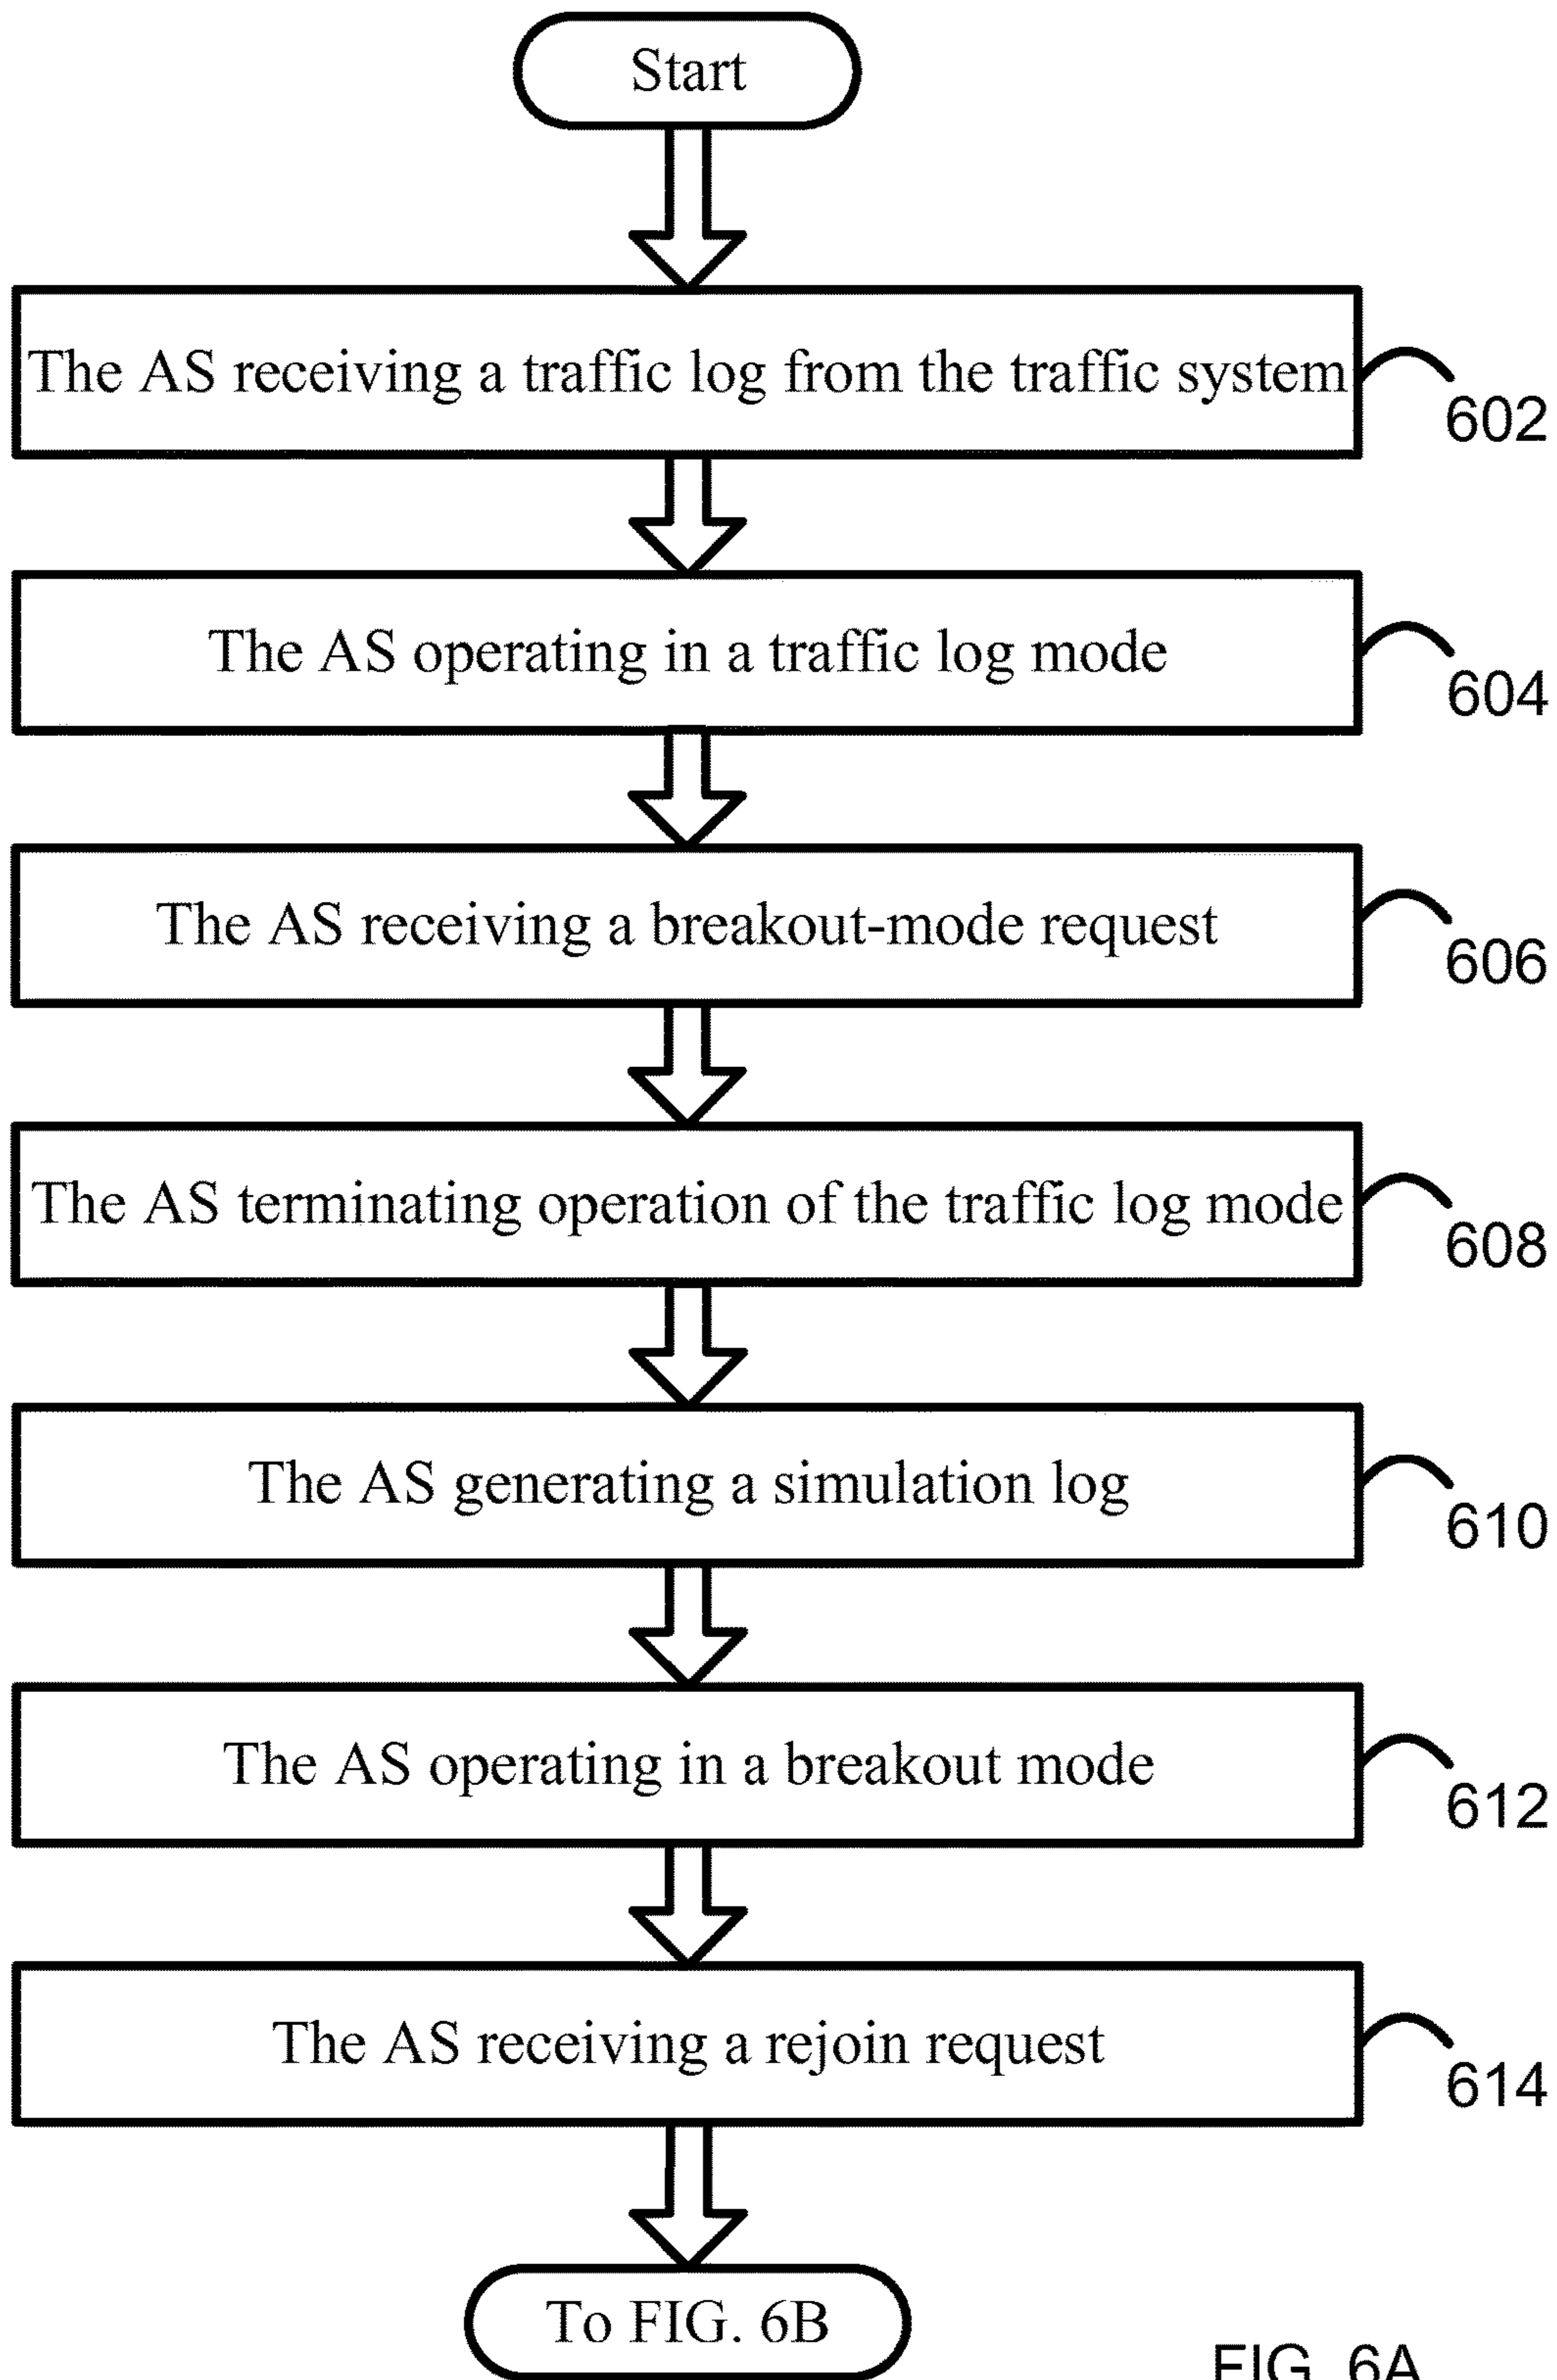 Start
The AS receiving a traffic log from the traffic system
602
The AS operating in a traffic log mode
604
The AS receiving a breakout-mode request
606
The AS terminating operation of the traffic log mode
608
The AS generating a simulation log
610
The AS operating in a breakout mode
612
The AS receiving a rejoin request
614
To FIG. 6B
FIG. 6A